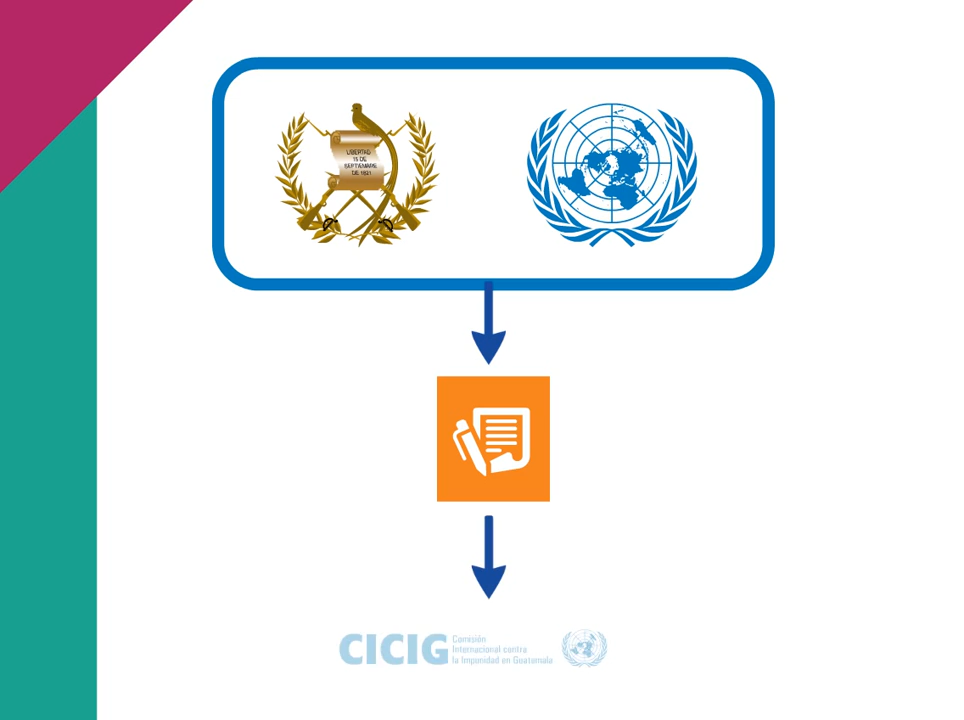 LIBERTAD
15 DE
SEPTIEMBRE
DE 1821
CICIG
Comisión
Internacional contra
la Impunidad en Guatemala